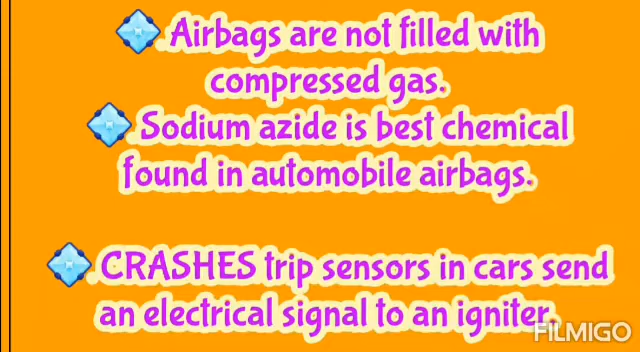 Airbags are not filled with
compressed gas.
Sodium azide is best chemical
found in automobile airbags.
CRASHES trip sensors in cars send
an electrical signal to an igniter.
FILMIGO